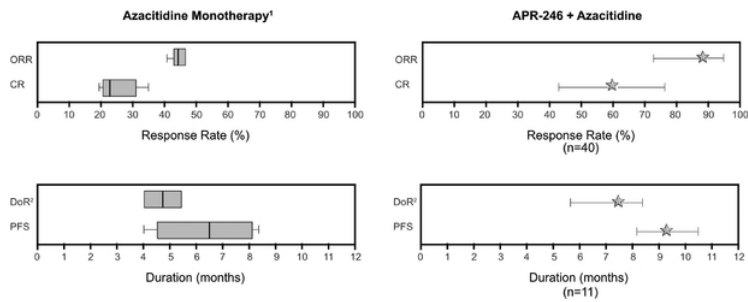 Azacitidine Monotherapy¹
APR-246 + Azacitidine
ORR
CR
0 10 20 30 40 50 60 70 80 90 100
Response Rate (%)
ORR
CR
0 10 20 30 40 50 60 70 80 90 100
Response Rate (%)
(n=40)
DoR²
PFS
0 1 2 3 4 5 6 7 8 9 10 11 12
Duration (months)
DoR²
PFS
0 1 2 3 4 5 6 7 8 9 10 11 12
Duration (months)
(n=11)